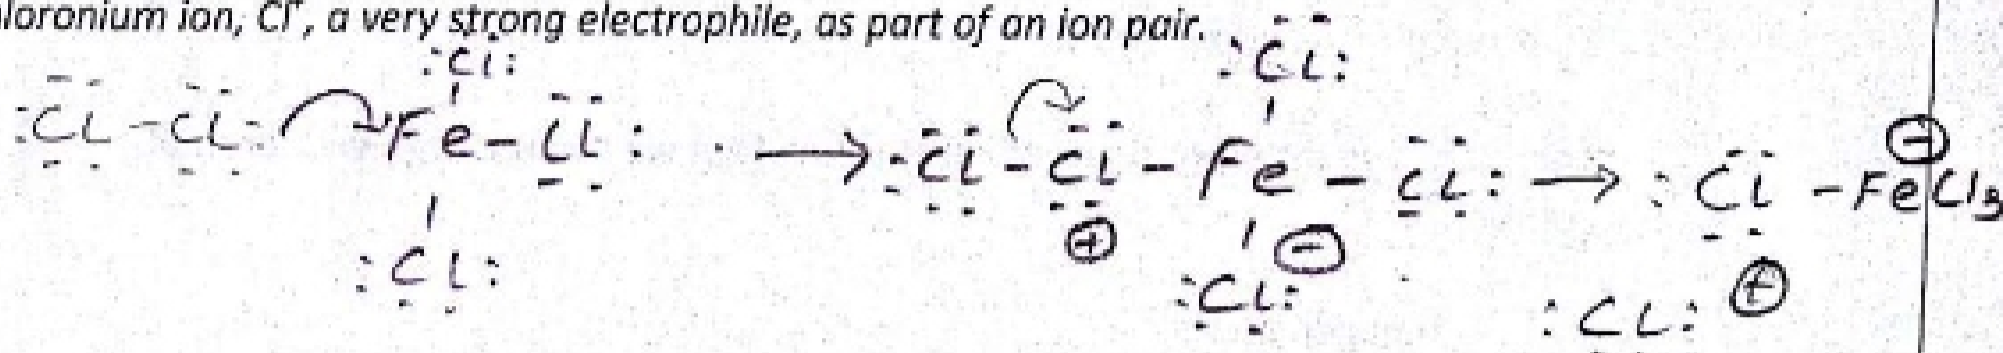 loronium ion, Cl⁺, a very strong electrophile, as part of an ion pair.
:Cl: :Cl:
:Cl-Cl: Fe-Cl: → :Cl-Cl-Fe-Cl: → :Cl-FeCl₃ ⊖
⊕ ⊖
:Cl: :Cl: :Cl: ⊕